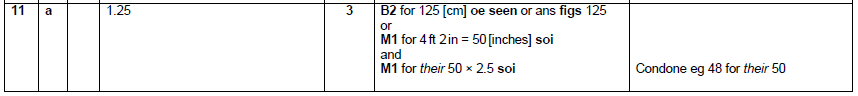 11 a 1.25 3 B2 for 125 [cm] oe seen or ans figs 125
or
M1 for 4 ft 2 in = 50 [inches] soi
and
M1 for their 50 × 2.5 soi Condone eg 48 for their 50